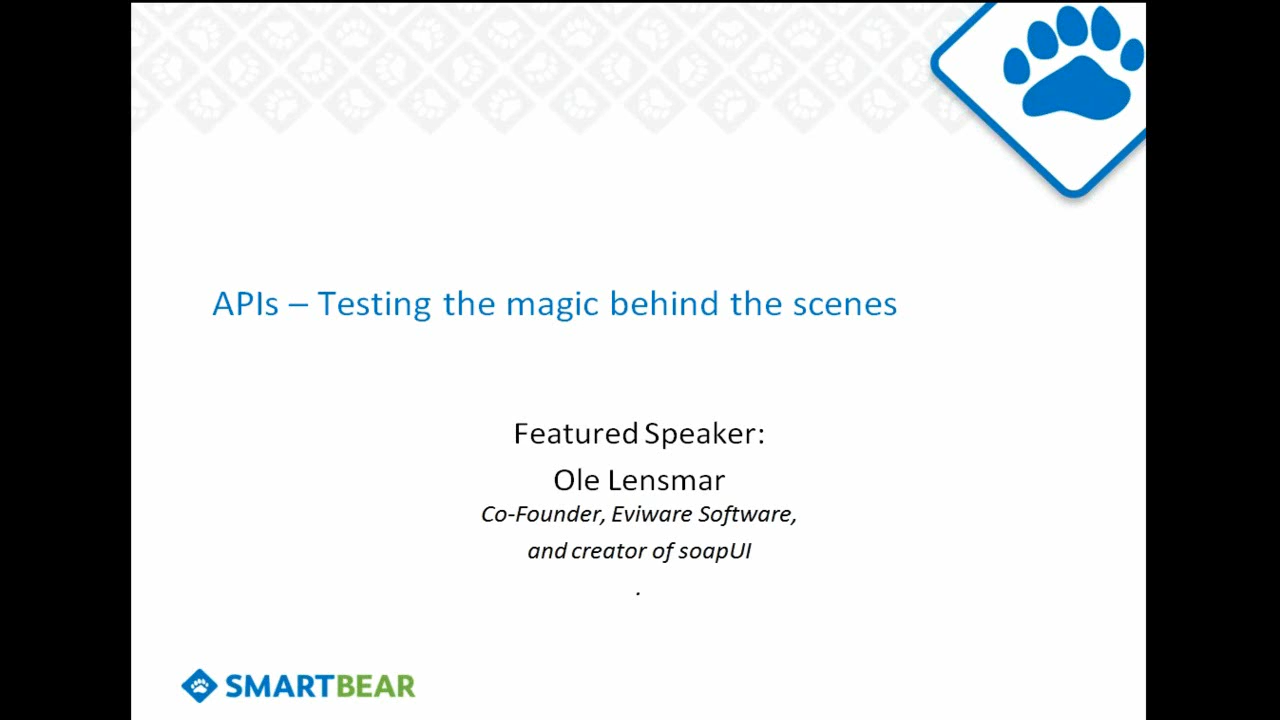 APIs – Testing the magic behind the scenes
Featured Speaker:
Ole Lensmar
Co-Founder, Eviware Software,
and creator of soapUI
.
SMARTBEAR